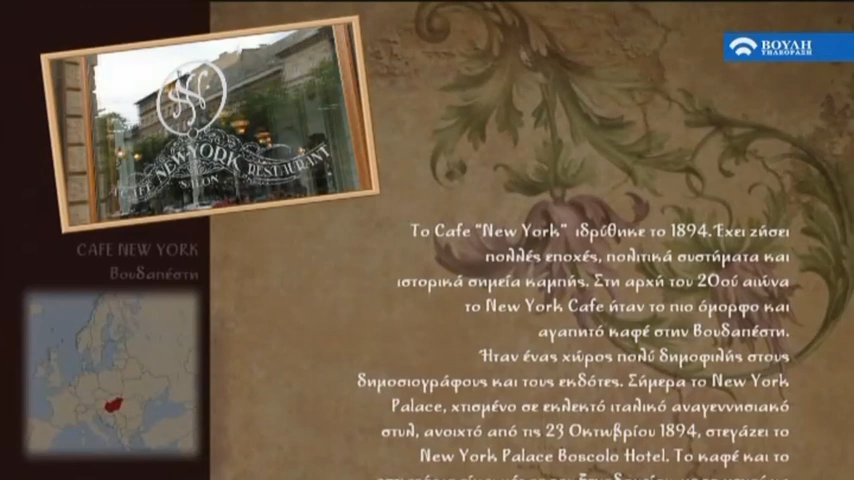 ΒΟΥΛΗ
ΤΗΛΕΟΡΑΣΗ
NEW YORK
RESTAURANT
SALON
CAFE NEW YORK
Βουδαπέστη
Το Cafe "New York" ιδρύθηκε το 1894. Έχει ζήσει
πολλές εποχές, πολιτικά συστήματα και
ιστορικά σημεία καμπής. Στη αρχή του 20ού αιώνα
το New York Cafe ήταν το πιο όμορφο και
αγαπητό καφέ στην Βουδαπέστη.
Ήταν ένας χώρος πολύ δημοφιλής στους
δημοσιογράφους και τους εκδότες. Σήμερα το New York
Palace, χτισμένο σε εκλεκτό ιταλικό αναγεννησιακό
στυλ, ανοιχτό από τις 23 Οκτωβρίου 1894, στεγάζει το
New York Palace Boscolo Hotel. Το καφέ και το